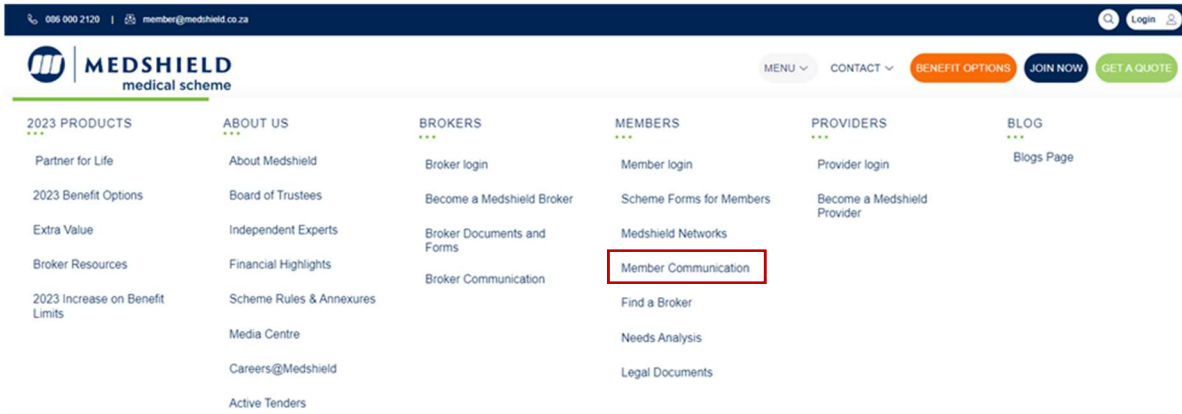 086 000 2120 | member@medshield.co.za
Login
MEDSHIELD
medical scheme
MENU
CONTACT
BENEFIT OPTIONS
JOIN NOW
GET A QUOTE
2023 PRODUCTS
Partner for Life
2023 Benefit Options
Extra Value
Broker Resources
2023 Increase on Benefit
Limits
ABOUT US
About Medshield
Board of Trustees
Independent Experts
Financial Highlights
Scheme Rules & Annexures
Media Centre
Careers@Medshield
Active Tenders
BROKERS
Broker login
Become a Medshield Broker
Broker Documents and
Forms
Broker Communication
MEMBERS
Member login
Scheme Forms for Members
Medshield Networks
Member Communication
Find a Broker
Needs Analysis
Legal Documents
PROVIDERS
Provider login
Become a Medshield
Provider
BLOG
Blogs Page